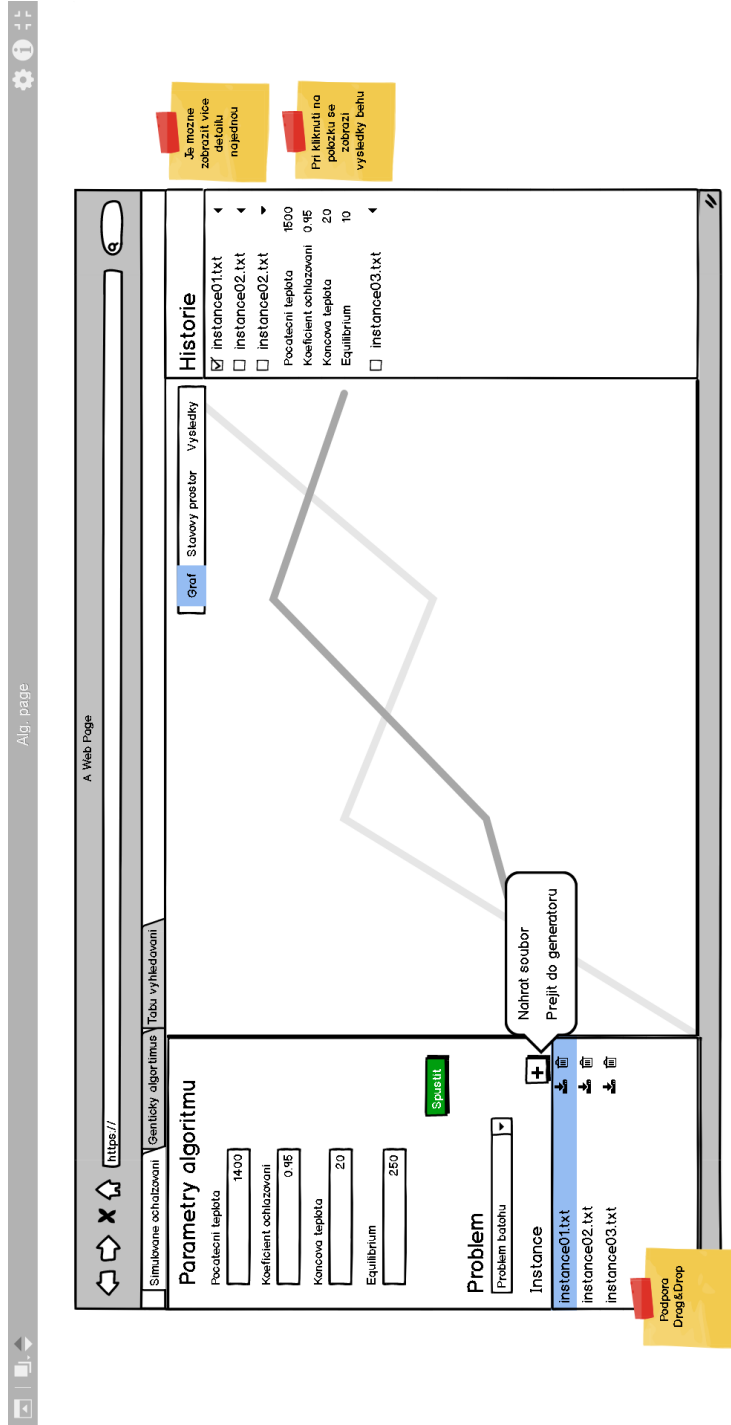 Alg. page
A Web Page
https://
Simulovane ochalzovani
Genticky algortimus
Tabu vyhledavani
Parametry algoritmu
Pocatecni teplota
1400
Koeficient ochlazovani
0.95
Koncova teplota
20
Equilibrium
250
Spustit
Problem
Problem batohu
Instance
+
instance01.txt
instance02.txt
instance03.txt
Nahrat soubor
Prejit do generatoru
Podpora
Drag&Drop
Graf Stavovy prostor Vysledky
Historie
instance01.txt
instance02.txt
instance02.txt
Pocatecni teplota 1500
Koeficient ochlazovani 0.95
Koncova teplota 20
Equilibrium 10
instance03.txt
Je mozne
zobrazit vice
detailu
najednou
Pri kliknuti na
polozku se
zobrazi
vysledky behu